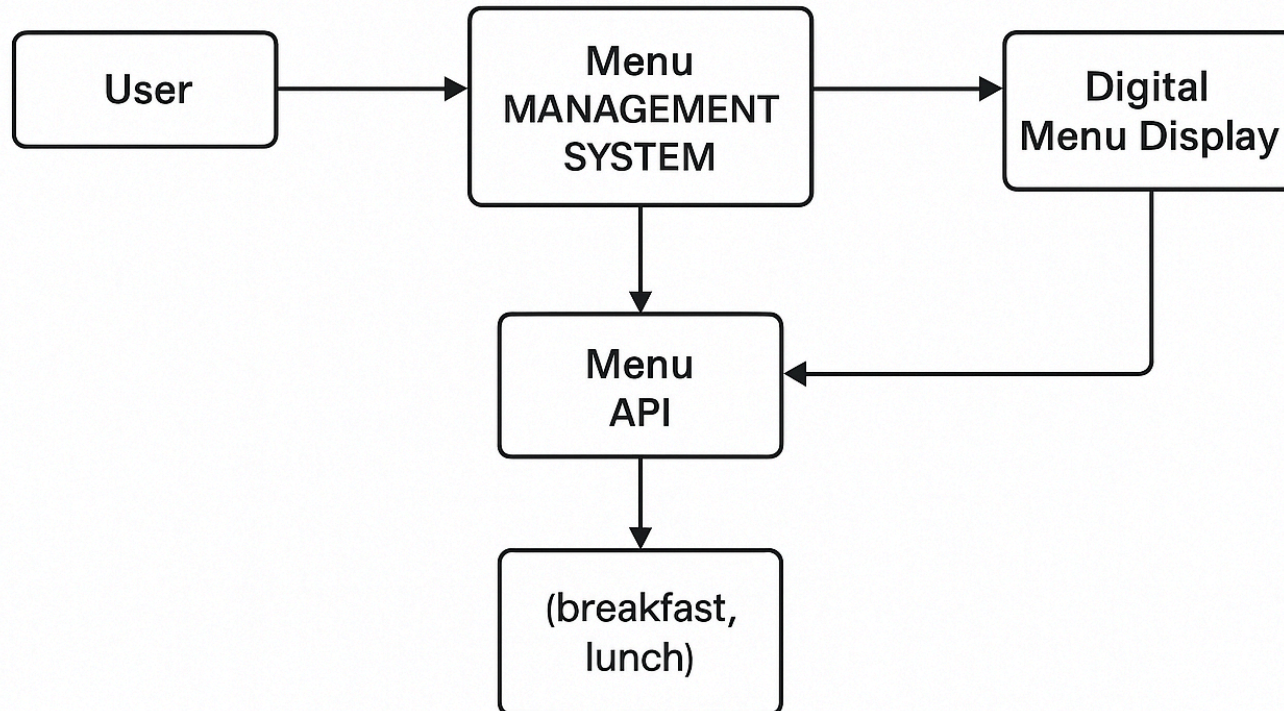 User
Menu
MANAGEMENT
SYSTEM
Digital
Menu Display
Menu
API
(breakfast,
lunch)